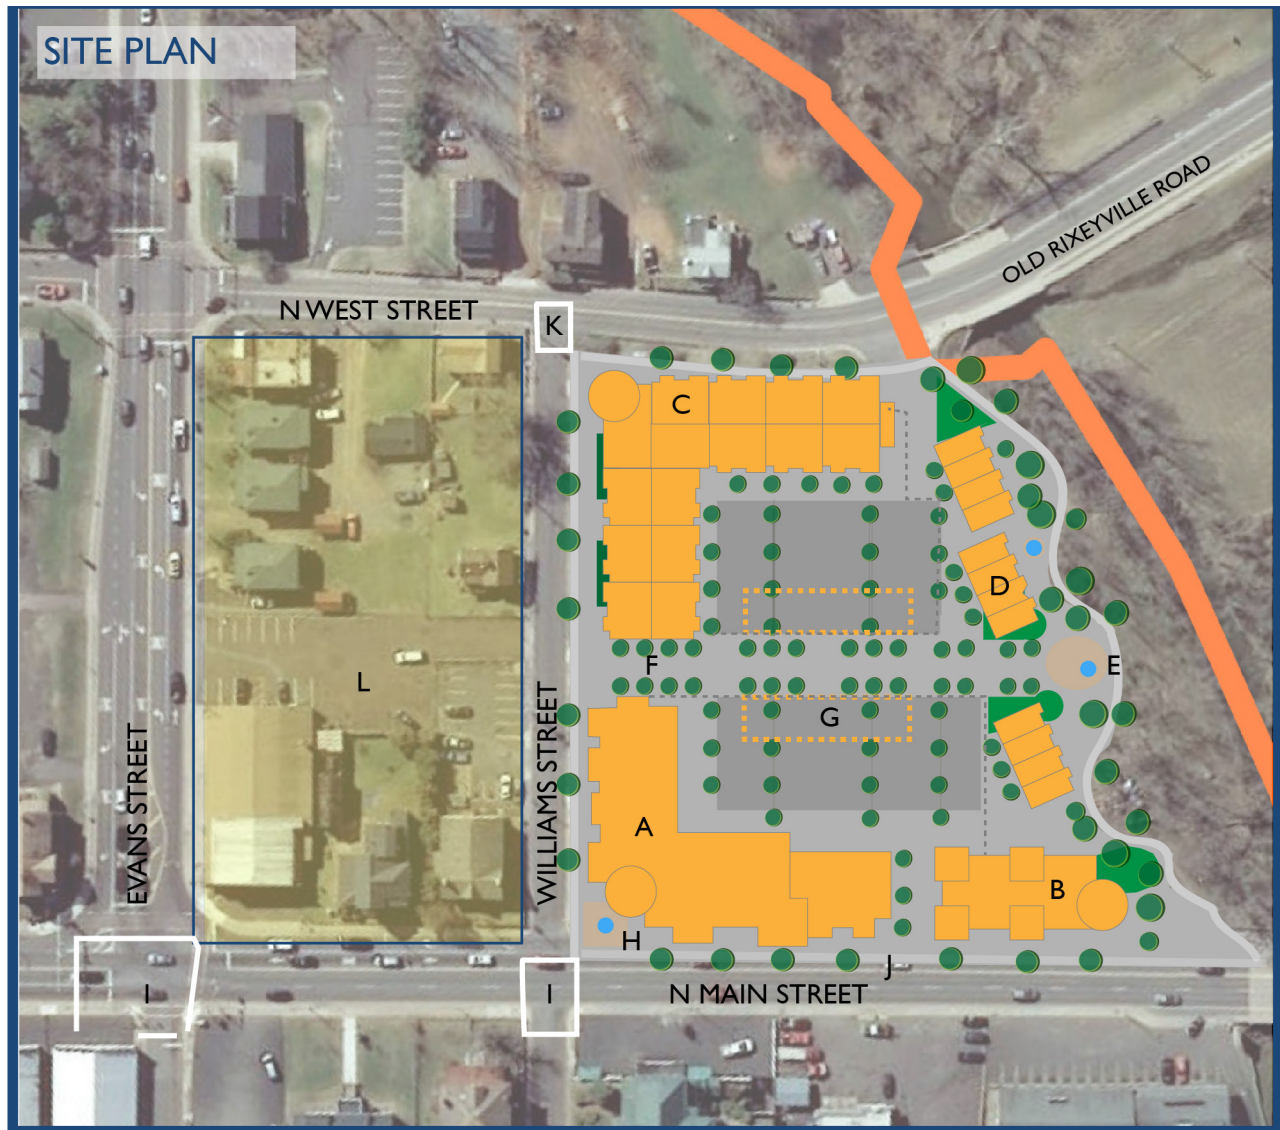 SITE PLAN
OLD RIXEYVILLE ROAD
N WEST STREET
K
C
D
F
E
L
G
EVANS STREET
WILLIAMS STREET
A
B
H
J
I
I
N MAIN STREET